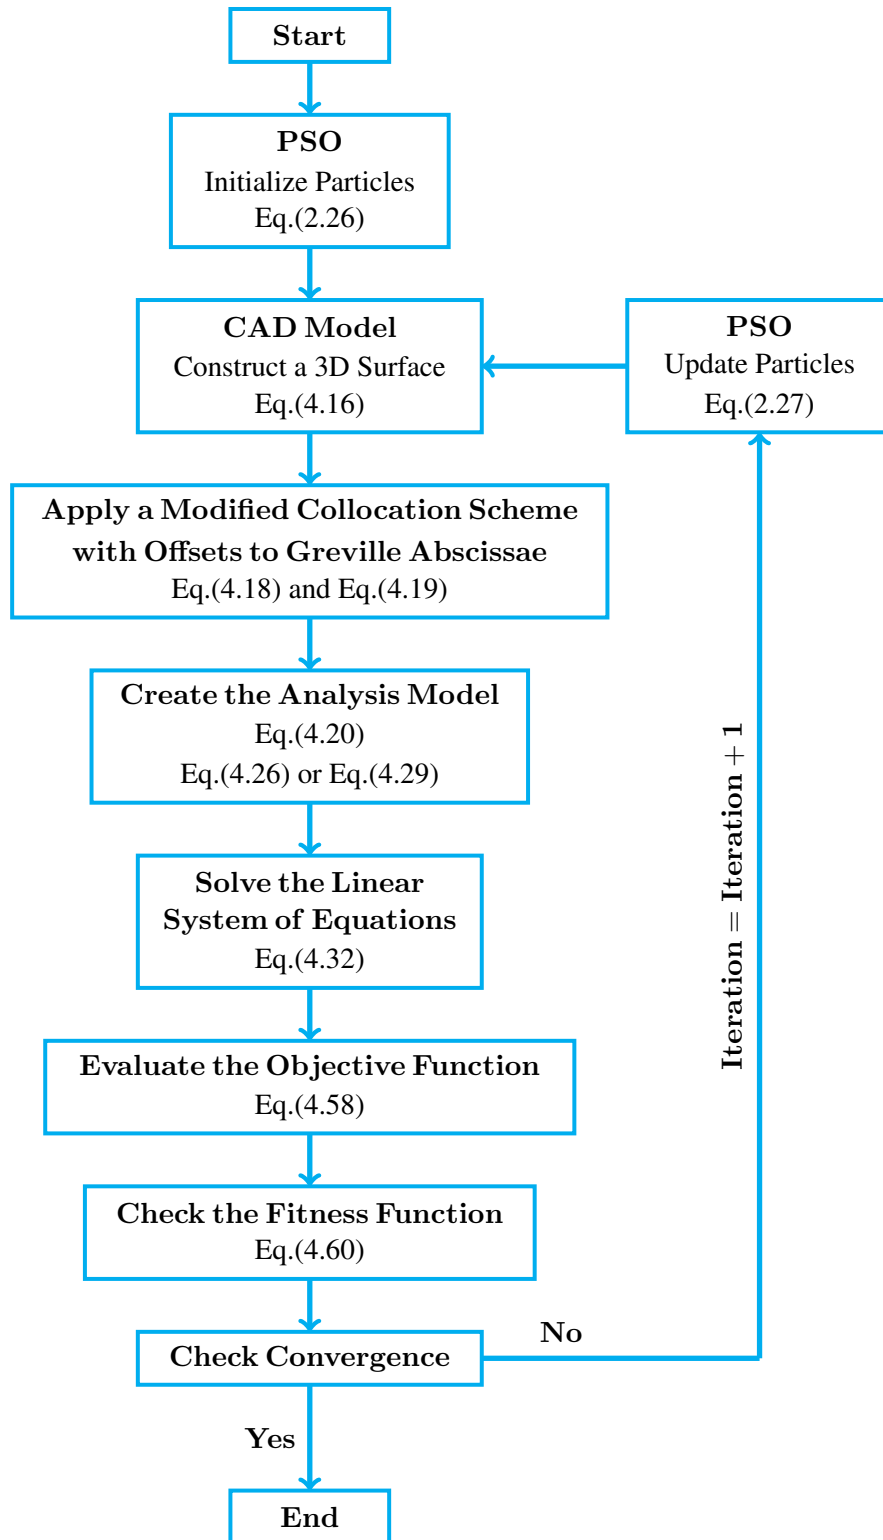 Start
PSO
Initialize Particles
Eq.(2.26)
CAD Model
Construct a 3D Surface
Eq.(4.16)
PSO
Update Particles
Eq.(2.27)
Apply a Modified Collocation Scheme
with Offsets to Greville Abscissae
Eq.(4.18) and Eq.(4.19)
Create the Analysis Model
Eq.(4.20)
Eq.(4.26) or Eq.(4.29)
Solve the Linear
System of Equations
Eq.(4.32)
Iteration = Iteration + 1
Evaluate the Objective Function
Eq.(4.58)
Check the Fitness Function
Eq.(4.60)
Check Convergence
No
Yes
End